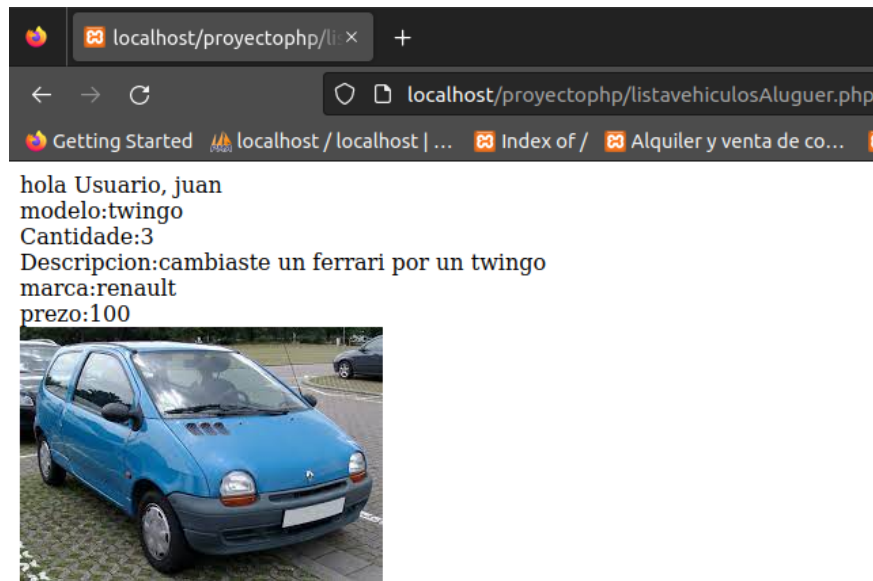 localhost/proyectophp/li
localhost/proyectophp/listavehiculosAluguer.php
Getting Started localhost / localhost | ... Index of / Alquiler y venta de co...
hola Usuario, juan
modelo:twingo
Cantidade:3
Descripcion:cambiaste un ferrari por un twingo
marca:renault
prezo:100